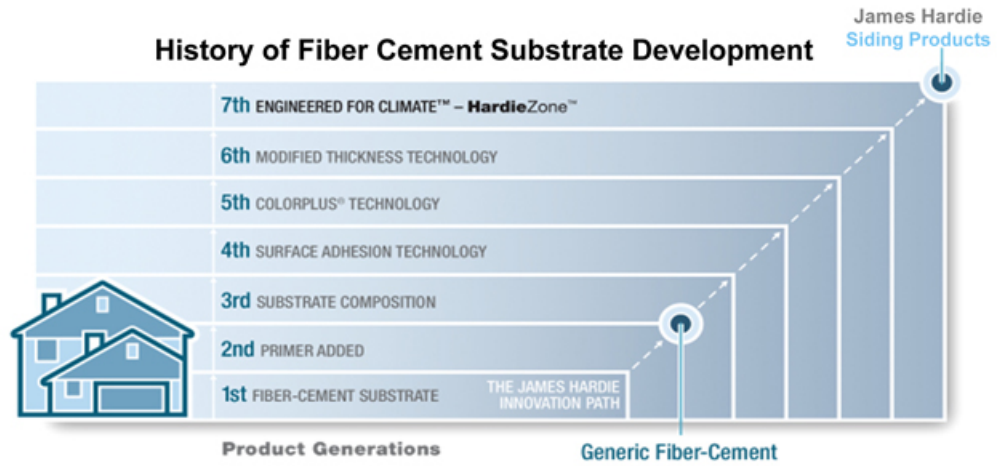 James Hardie
Siding Products
History of Fiber Cement Substrate Development
7th ENGINEERED FOR CLIMATE™ – HardieZone™
6th MODIFIED THICKNESS TECHNOLOGY
5th COLORPLUS® TECHNOLOGY
4th SURFACE ADHESION TECHNOLOGY
3rd SUBSTRATE COMPOSITION
2nd PRIMER ADDED
1st FIBER-CEMENT SUBSTRATE
THE JAMES HARDIE
INNOVATION PATH
Product Generations
Generic Fiber-Cement